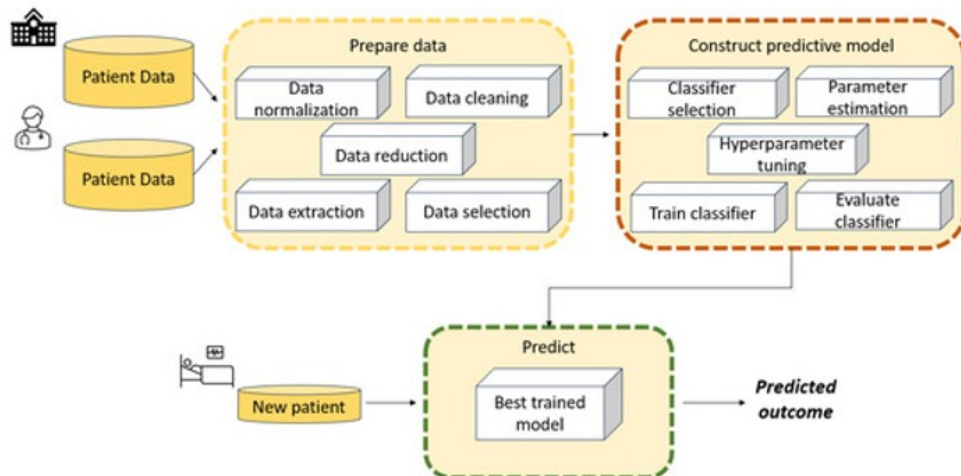 Patient Data
Patient Data
Prepare data
Data
normalization
Data cleaning
Data reduction
Data extraction
Data selection
Construct predictive model
Classifier
selection
Parameter
estimation
Hyperparameter
tuning
Train classifier
Evaluate
classifier
New patient
Predict
Best trained
model
Predicted
outcome